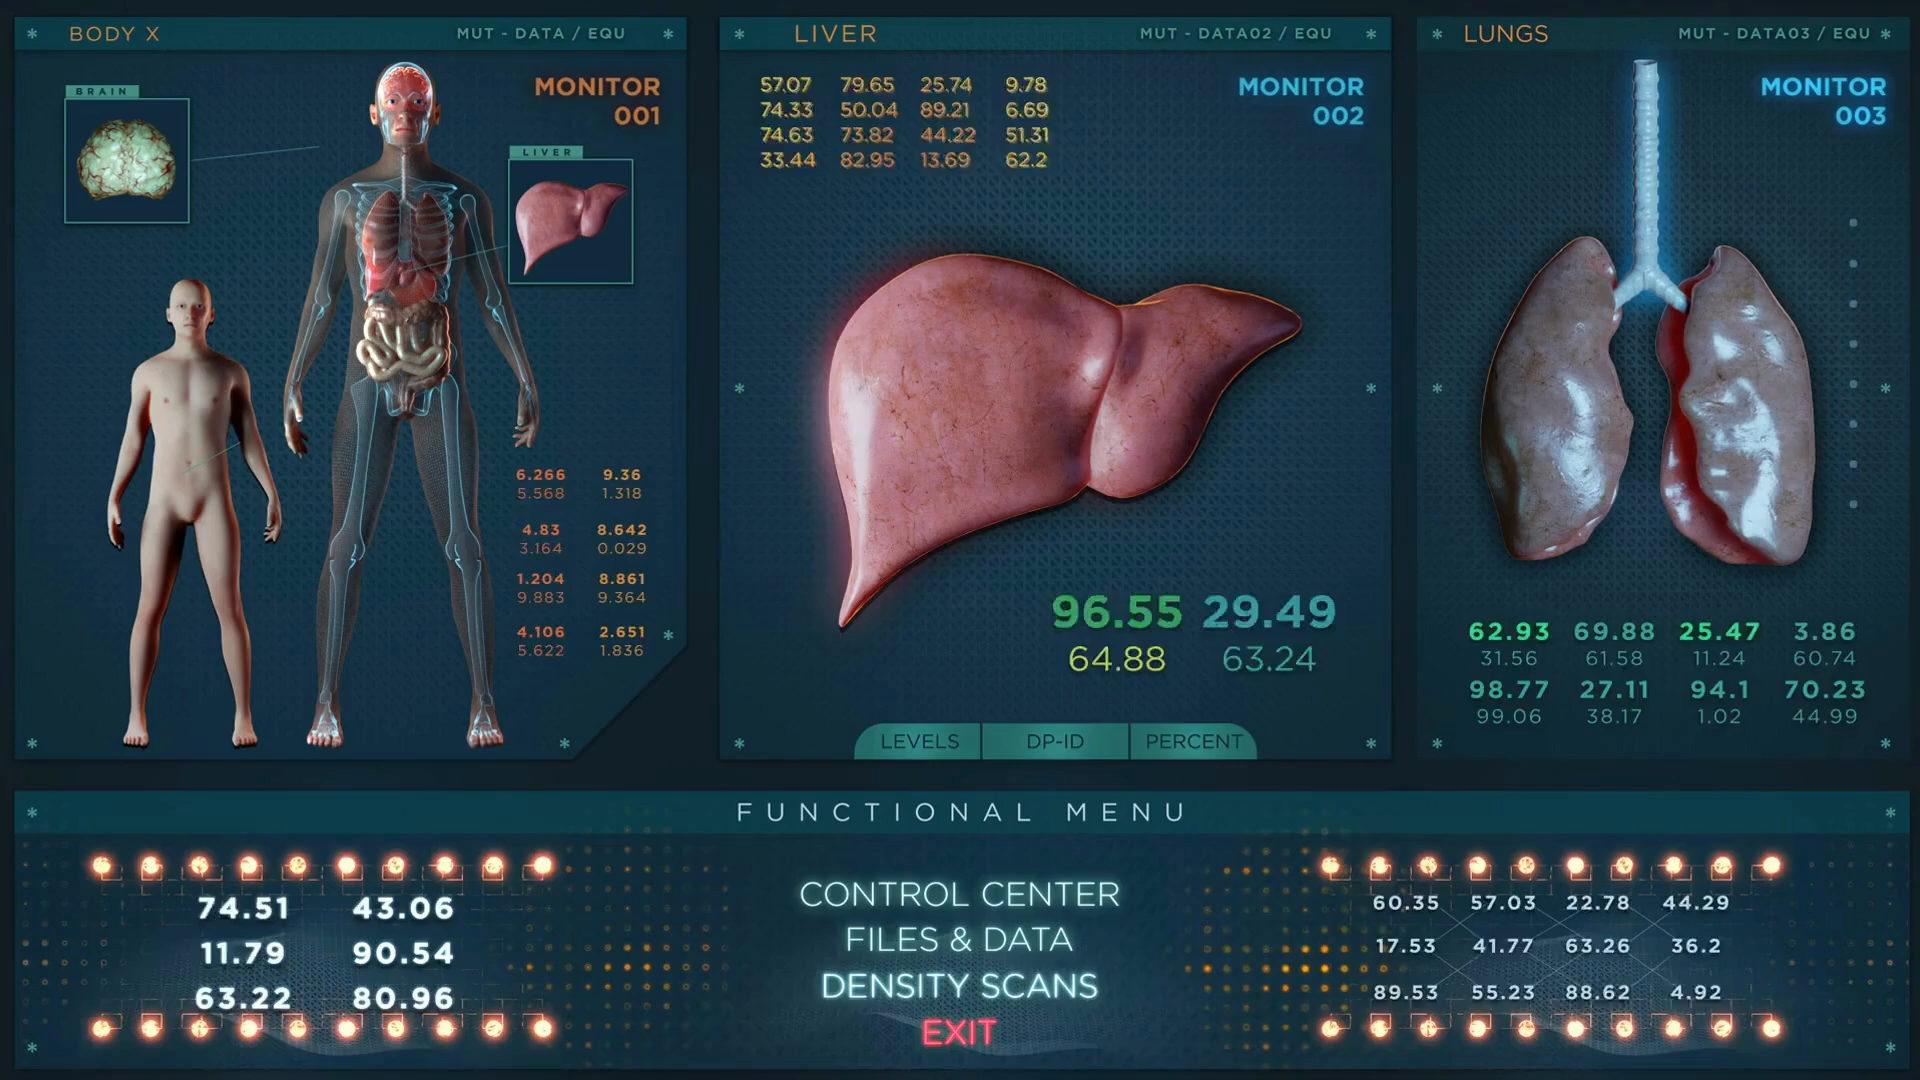 BODY X
MUT - DATA / EQU
BRAIN
MONITOR
001
LIVER
6.266 9.36
5.568 1.318
4.83 8.642
3.164 0.029
1.204 8.861
9.883 9.364
4.106 2.651
5.622 1.836
LIVER
MUT - DATA02 / EQU
57.07 79.65 25.74 9.78
74.33 50.04 89.21 6.69
74.63 73.82 44.22 51.31
33.44 82.95 13.69 62.2
MONITOR
002
96.55 29.49
64.88 63.24
LEVELS DP-ID PERCENT
LUNGS
MUT - DATA03 / EQU
MONITOR
003
62.93 69.88 25.47 3.86
31.56 61.58 11.24 60.74
98.77 27.11 94.1 70.23
99.06 38.17 1.02 44.99
FUNCTIONAL MENU
74.51 43.06
11.79 90.54
63.22 80.96
CONTROL CENTER
FILES & DATA
DENSITY SCANS
EXIT
60.35 57.03 22.78 44.29
17.53 41.77 63.26 36.2
89.53 55.23 88.62 4.92